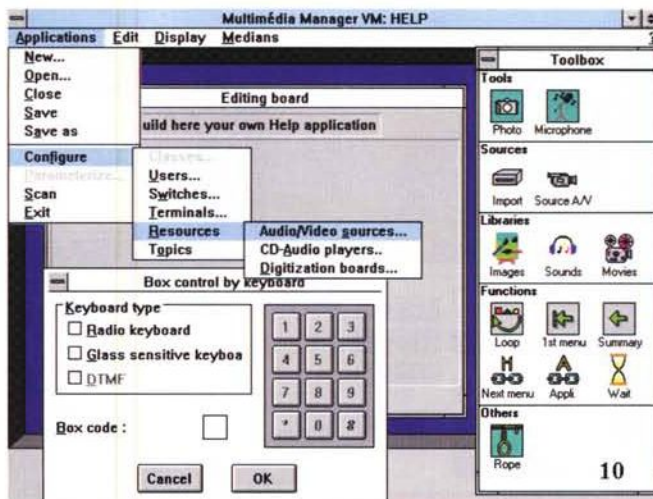 Multimédia Manager VM: HELP
Applications Edit Display Medians ?
New...
Open...
Close
Save
Save as
Configure
Parameterize...
Scan
Exit
Classes...
Users...
Switches...
Terminals...
Resources
Topics
Audio/Video sources...
CD-Audio players..
Digitization boards...
Editing board
uild here your own Help application
Box control by keyboard
Keyboard type
Radio keyboard
Glass sensitive keyboa
DTMF
Box code :
1 2 3
4 5 6
7 8 9
* 0 8
Cancel OK
Toolbox
Tools
Photo Microphone
Sources
Import Source A/V
Libraries
Images Sounds Movies
Functions
Loop 1st menu Summary
H A
Next menu Appli. Wait
Others
Rope
10